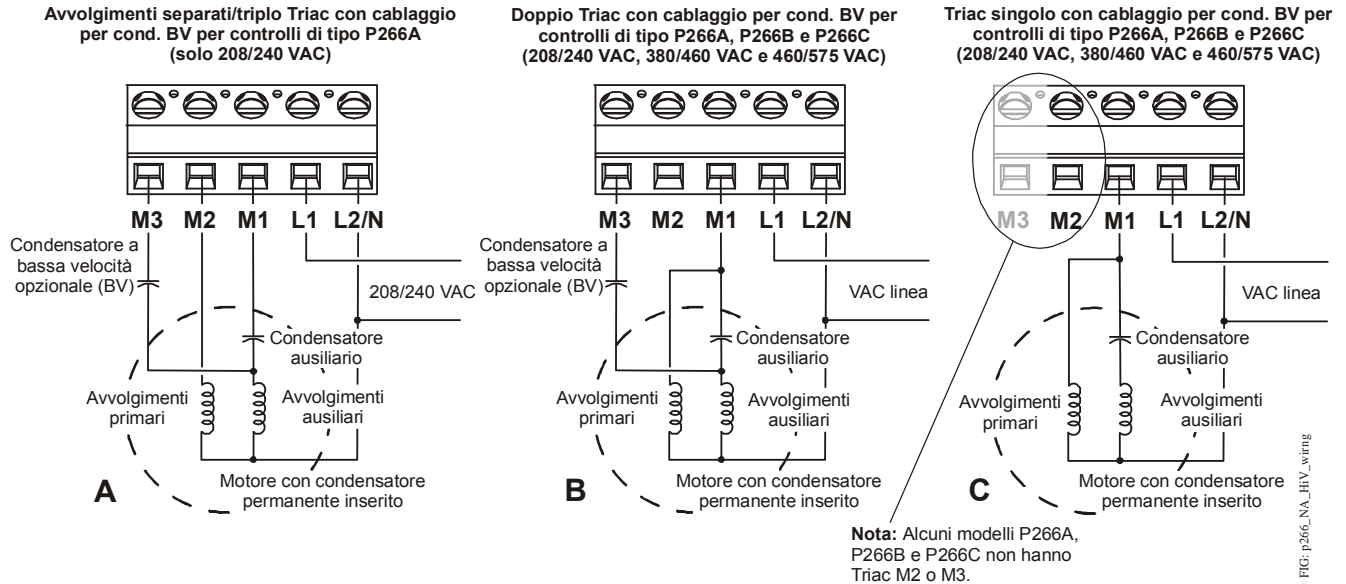 Avvolgimenti separati/triplo Triac con cablaggio
per cond. BV per controlli di tipo P266A
(solo 208/240 VAC)
M3 M2 M1 L1 L2/N
Condensatore a
bassa velocità
opzionale (BV)
208/240 VAC
Condensatore
ausiliario
Avvolgimenti
primari
Avvolgimenti
ausiliari
Motore con condensatore
permanente inserito
A
Doppio Triac con cablaggio per cond. BV per
controlli di tipo P266A, P266B e P266C
(208/240 VAC, 380/460 VAC e 460/575 VAC)
M3 M2 M1 L1 L2/N
Condensatore a
bassa velocità
opzionale (BV)
VAC linea
Condensatore
ausiliario
Avvolgimenti
primari
Avvolgimenti
ausiliari
Motore con condensatore
permanente inserito
B
Triac singolo con cablaggio per cond. BV per
controlli di tipo P266A, P266B e P266C
(208/240 VAC, 380/460 VAC e 460/575 VAC)
M3 M2 M1 L1 L2/N
VAC linea
Condensatore
ausiliario
Avvolgimenti
primari
Avvolgimenti
ausiliari
Motore con condensatore
permanente inserito
C
Nota: Alcuni modelli P266A,
P266B e P266C non hanno
Triac M2 o M3.
FIG: p266_NA_HiV_wirng